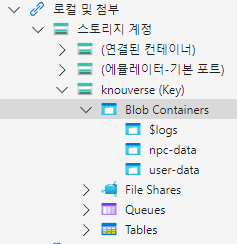 로컬 및 첨부
스토리지 계정
(연결된 컨테이너)
(에뮬레이터-기본 포트)
knouverse (Key)
Blob Containers
$logs
npc-data
user-data
File Shares
Queues
Tables